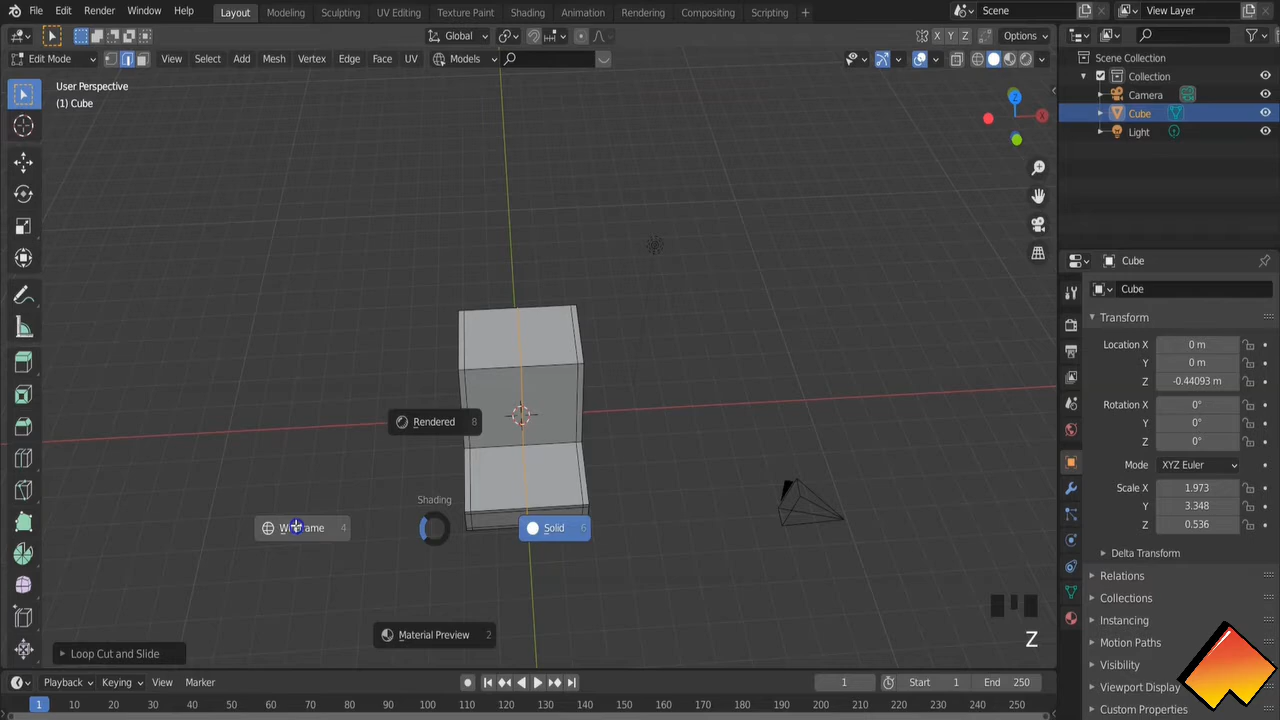 File Edit Render Window Help Layout Modeling Sculpting UV Editing Texture Paint Shading Animation Rendering Compositing Scripting + Scene View Layer
Global X Y Z Options
Edit Mode View Select Add Mesh Vertex Edge Face UV Models
User Perspective
(1) Cube
Z
X
Scene Collection
Collection
Camera
Cube
Light
Cube
Cube
Transform
Location X 0 m
Y 0 m
Z -0.44093 m
Rotation X 0°
Y 0°
Z 0°
Mode XYZ Euler
Scale X 1.973
Y 3.348
Z 0.536
Delta Transform
Relations
Collections
Instancing
Motion Paths
Visibility
Viewport Display
Custom Properties
Rendered 8
Shading
Wireframe 4
Solid 6
Material Preview 2
Z
Loop Cut and Slide
Playback Keying View Marker 1 Start 1 End 250
1 10 20 30 40 50 60 70 80 90 100 110 120 130 140 150 160 170 180 190 200 210 220 230 240 250